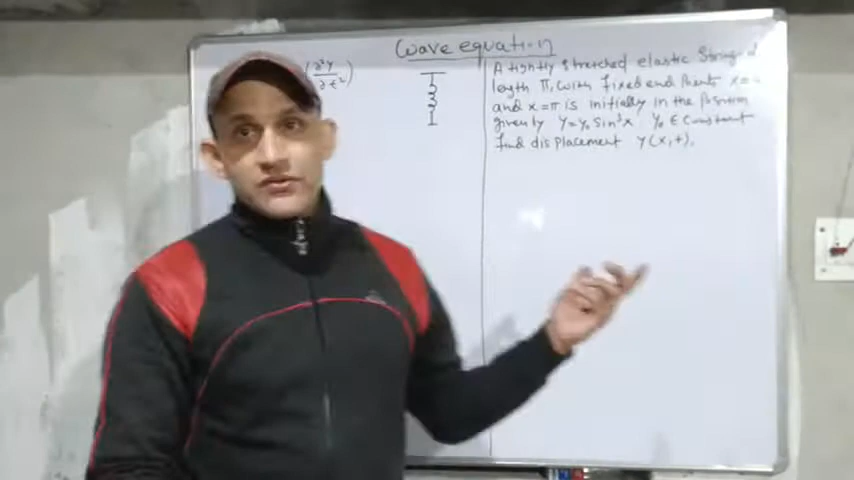 Wave equation
(∂²y/∂t²)
A tightly stretched elastic string of
length π, with fixed end Points x=0
and x=π is initially in the Position
given by y=y₀ sin³x y₀ ∈ Constant
find displacement y(x,t).